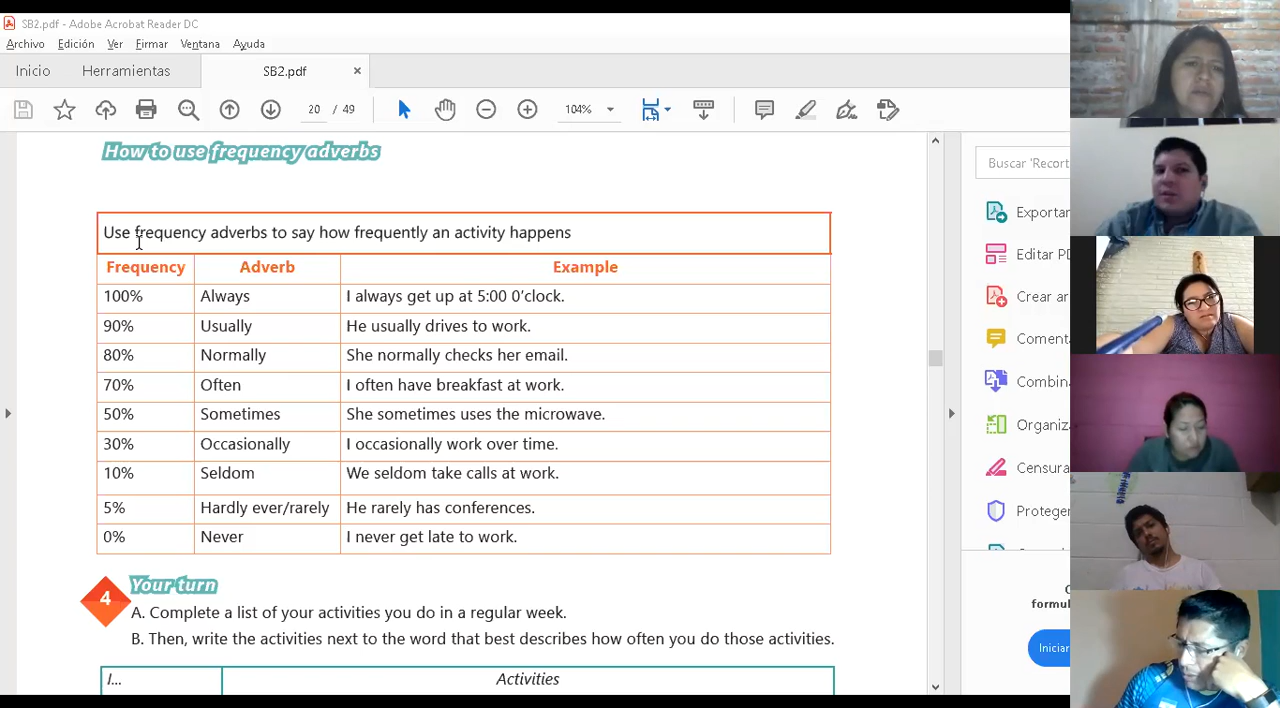 SB2.pdf - Adobe Acrobat Reader DC
Archivo Edición Ver Firmar Ventana Ayuda
Inicio Herramientas SB2.pdf ×
20 / 49 104%
How to use frequency adverbs
Use frequency adverbs to say how frequently an activity happens
Frequency Adverb Example
100% Always I always get up at 5:00 0'clock.
90% Usually He usually drives to work.
80% Normally She normally checks her email.
70% Often I often have breakfast at work.
50% Sometimes She sometimes uses the microwave.
30% Occasionally I occasionally work over time.
10% Seldom We seldom take calls at work.
5% Hardly ever/rarely He rarely has conferences.
0% Never I never get late to work.
4 Your turn
A. Complete a list of your activities you do in a regular week.
B. Then, write the activities next to the word that best describes how often you do those activities.
I... Activities
Buscar 'Recort
Exportar
Editar PD
Crear ar
Comenta
Combin
Organiz
Censura
Proteger
formul
Iniciar